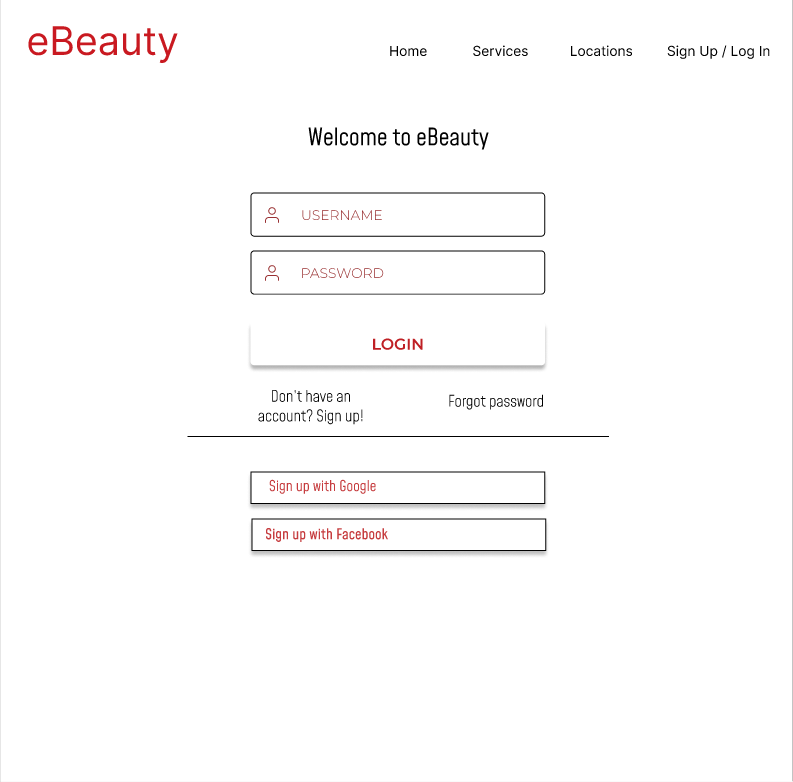 eBeauty
Home Services Locations Sign Up / Log In
Welcome to eBeauty
USERNAME
PASSWORD
LOGIN
Don't have an
account? Sign up!
Forgot password
Sign up with Google
Sign up with Facebook